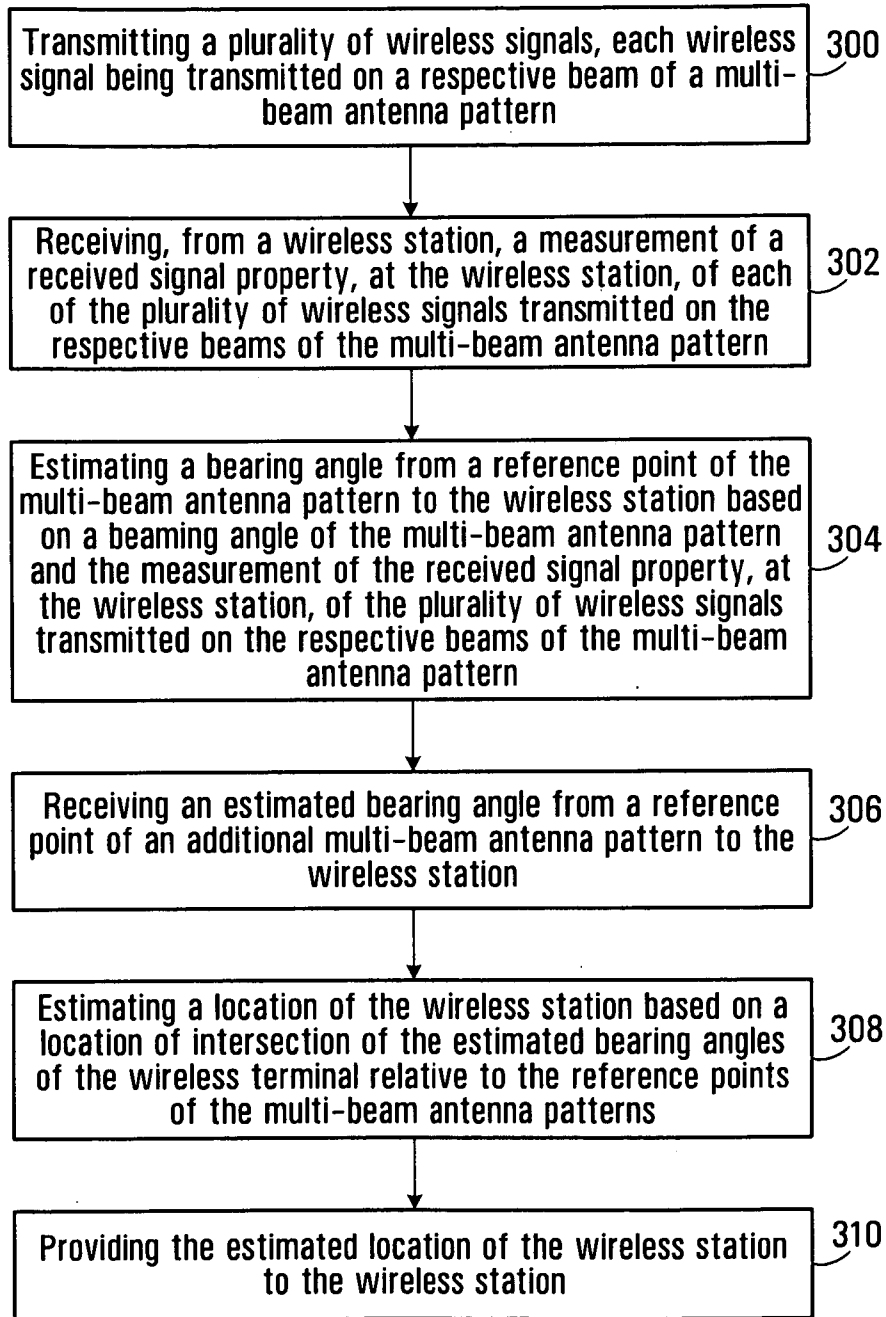 Transmitting a plurality of wireless signals, each wireless
signal being transmitted on a respective beam of a multi-
beam antenna pattern
300
Receiving, from a wireless station, a measurement of a
received signal property, at the wireless station, of each
of the plurality of wireless signals transmitted on the
respective beams of the multi-beam antenna pattern
302
Estimating a bearing angle from a reference point of the
multi-beam antenna pattern to the wireless station based
on a beaming angle of the multi-beam antenna pattern
and the measurement of the received signal property, at
the wireless station, of the plurality of wireless signals
transmitted on the respective beams of the multi-beam
antenna pattern
304
Receiving an estimated bearing angle from a reference
point of an additional multi-beam antenna pattern to the
wireless station
306
Estimating a location of the wireless station based on a
location of intersection of the estimated bearing angles
of the wireless terminal relative to the reference points
of the multi-beam antenna patterns
308
Providing the estimated location of the wireless station
to the wireless station
310